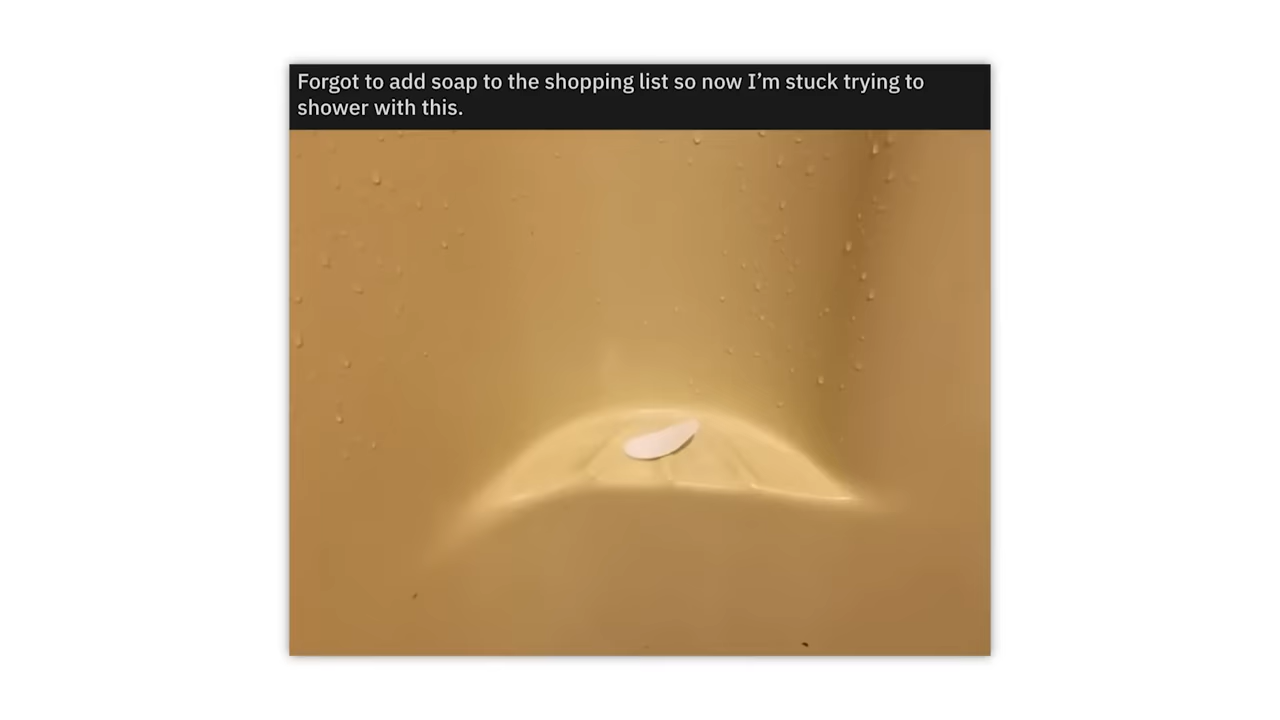 Forgot to add soap to the shopping list so now I’m stuck trying to
shower with this.